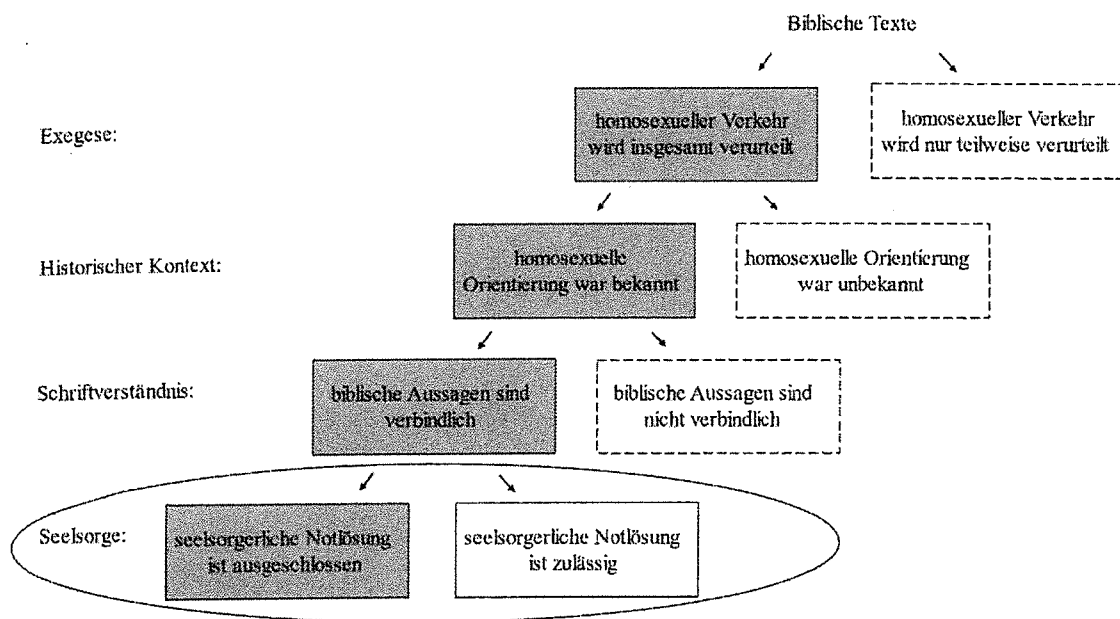 Biblische Texte
Exegese:
homosexueller Verkehr
wird insgesamt verurteilt
homosexueller Verkehr
wird nur teilweise verurteilt
Historischer Kontext:
homosexuelle
Orientierung war bekannt
homosexuelle Orientierung
war unbekannt
Schriftverständnis:
biblische Aussagen sind
verbindlich
biblische Aussagen sind
nicht verbindlich
Seelsorge:
seelsorgerliche Notlösung
ist ausgeschlossen
seelsorgerliche Notlösung
ist zulässig